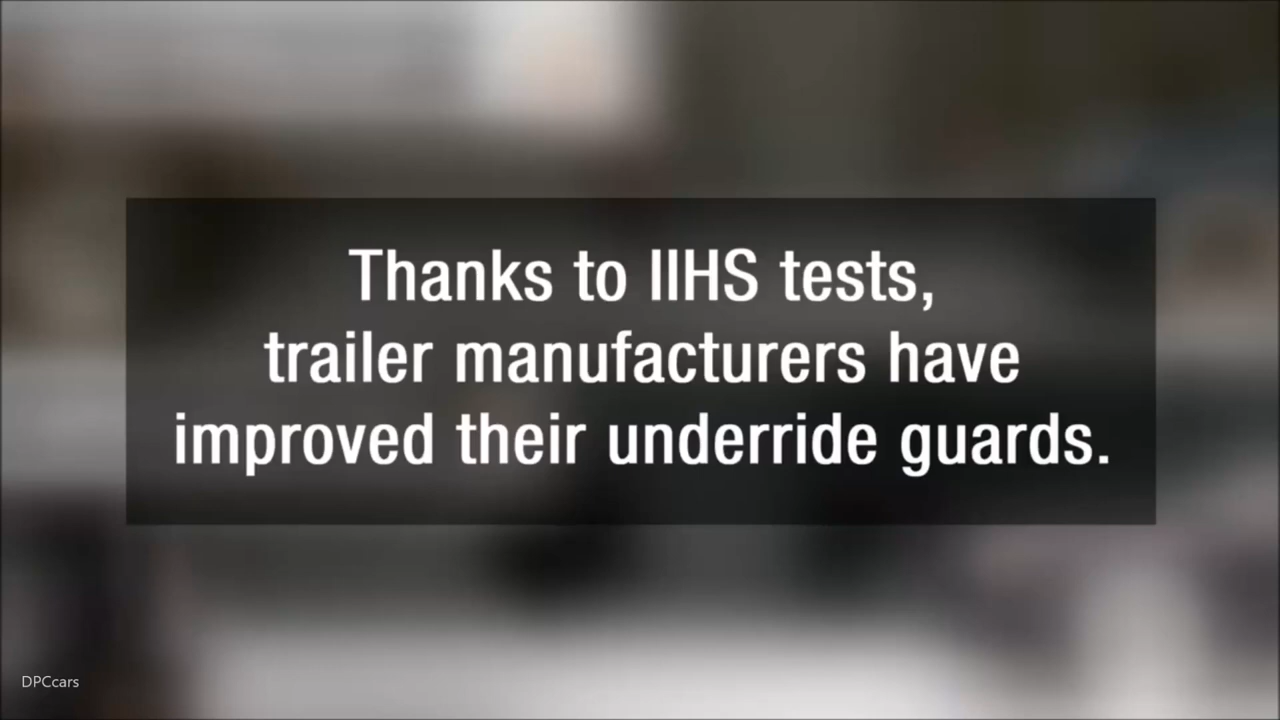 Thanks to IIHS tests,
trailer manufacturers have
improved their underride guards.
DPCcars